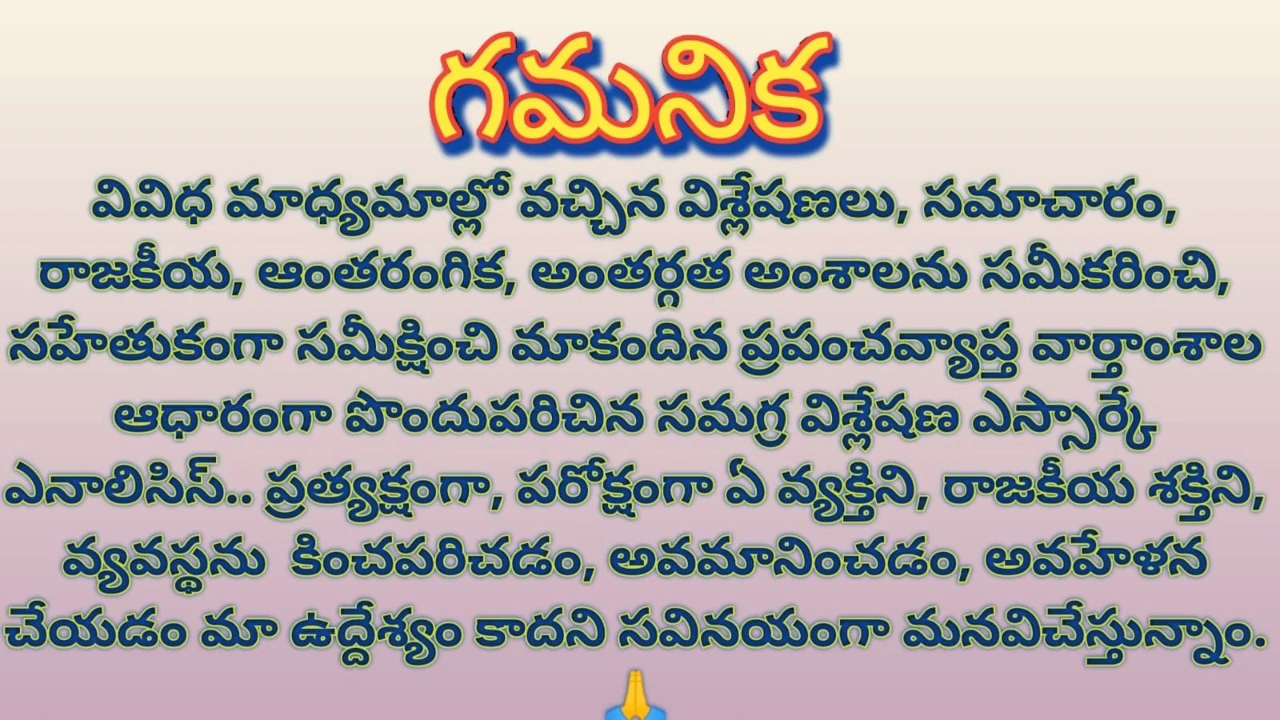 గమనిక
వివిధ మాధ్యమాల్లో వచ్చిన విశ్లేషణలు, సమాచారం,
రాజకీయ, ఆంతరంగిక, అంతర్గత అంశాలను సమీకరించి,
సహేతుకంగా సమీక్షించి మాకందిన ప్రపంచవ్యాప్త వార్తాంశాల
ఆధారంగా పొందుపరిచిన సమగ్ర విశ్లేషణ ఎస్సార్కే
ఎనాలిసిస్.. ప్రత్యక్షంగా, పరోక్షంగా ఏ వ్యక్తిని, రాజకీయ శక్తిని,
వ్యవస్థను కించపరిచడం, అవమానించడం, అవహేళన
చేయడం మా ఉద్దేశ్యం కాదని సవినయంగా మనవిచేస్తున్నాం.
🙏